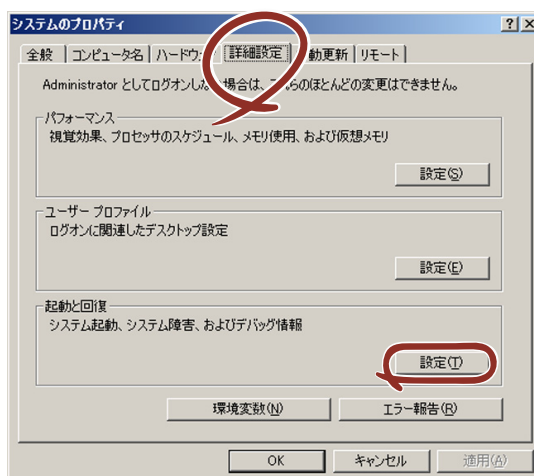 システムのプロパティ
全般 コンピュータ名 ハードウ 詳細設定 動更新 リモート
Administrator としてログオンしな 場合は、 らのほとんどの変更はできません。
パフォーマンス
視覚効果、プロセッサのスケジュール、メモリ使用、および仮想メモリ
設定(S)
ユーザー プロファイル
ログオンに関連したデスクトップ設定
設定(E)
起動と回復
システム起動、システム障害、およびデバッグ情報
設定(T)
環境変数(N) エラー報告(R)
OK キャンセル 適用(A)